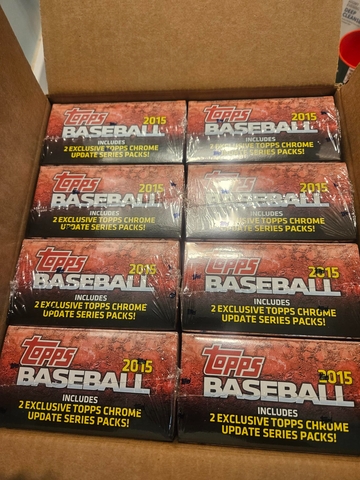 DEEP
CLEAN
Topps
2015
BASEBALL
INCLUDES
2 EXCLUSIVE TOPPS CHROME
UPDATE SERIES PACKS!
Topps
2015
BASEBALL
INCLUDES
2 EXCLUSIVE TOPPS CHROME
UPDATE SERIES PACKS!
Topps
2015
BASEBALL
INCLUDES
2 EXCLUSIVE TOPPS CHROME
UPDATE SERIES PACKS!
Topps
2015
BASEBALL
INCLUDES
2 EXCLUSIVE TOPPS CHROME
UPDATE SERIES PACKS!
Topps
2015
BASEBALL
INCLUDES
2 EXCLUSIVE TOPPS CHROME
UPDATE SERIES PACKS!
Topps
2015
BASEBALL
INCLUDES
2 EXCLUSIVE TOPPS CHROME
UPDATE SERIES PACKS!
Topps
2015
BASEBALL
INCLUDES
2 EXCLUSIVE TOPPS CHROME
UPDATE SERIES PACKS!
Topps
2015
BASEBALL
INCLUDES
2 EXCLUSIVE TOPPS CHROME
UPDATE SERIES PACKS!